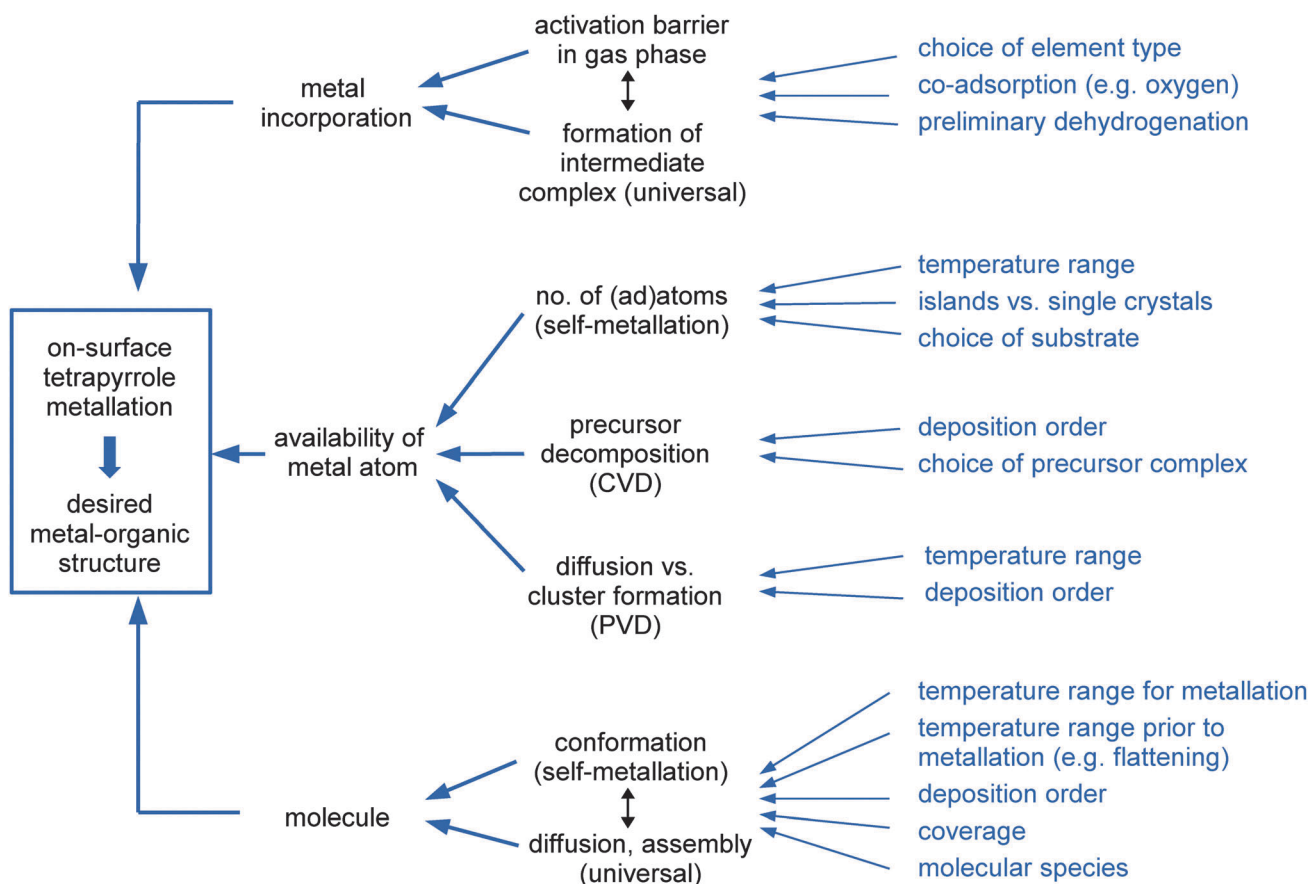 activation barrier
in gas phase
metal
incorporation
formation of
intermediate
complex (universal)
choice of element type
co-adsorption (e.g. oxygen)
preliminary dehydrogenation
on-surface
tetrapyrrole
metallation
desired
metal-organic
structure
availability of
metal atom
no. of (ad)atoms
(self-metallation)
temperature range
islands vs. single crystals
choice of substrate
precursor
decomposition
(CVD)
deposition order
choice of precursor complex
diffusion vs.
cluster formation
(PVD)
temperature range
deposition order
molecule
conformation
(self-metallation)
diffusion, assembly
(universal)
temperature range for metallation
temperature range prior to
metallation (e.g. flattening)
deposition order
coverage
molecular species